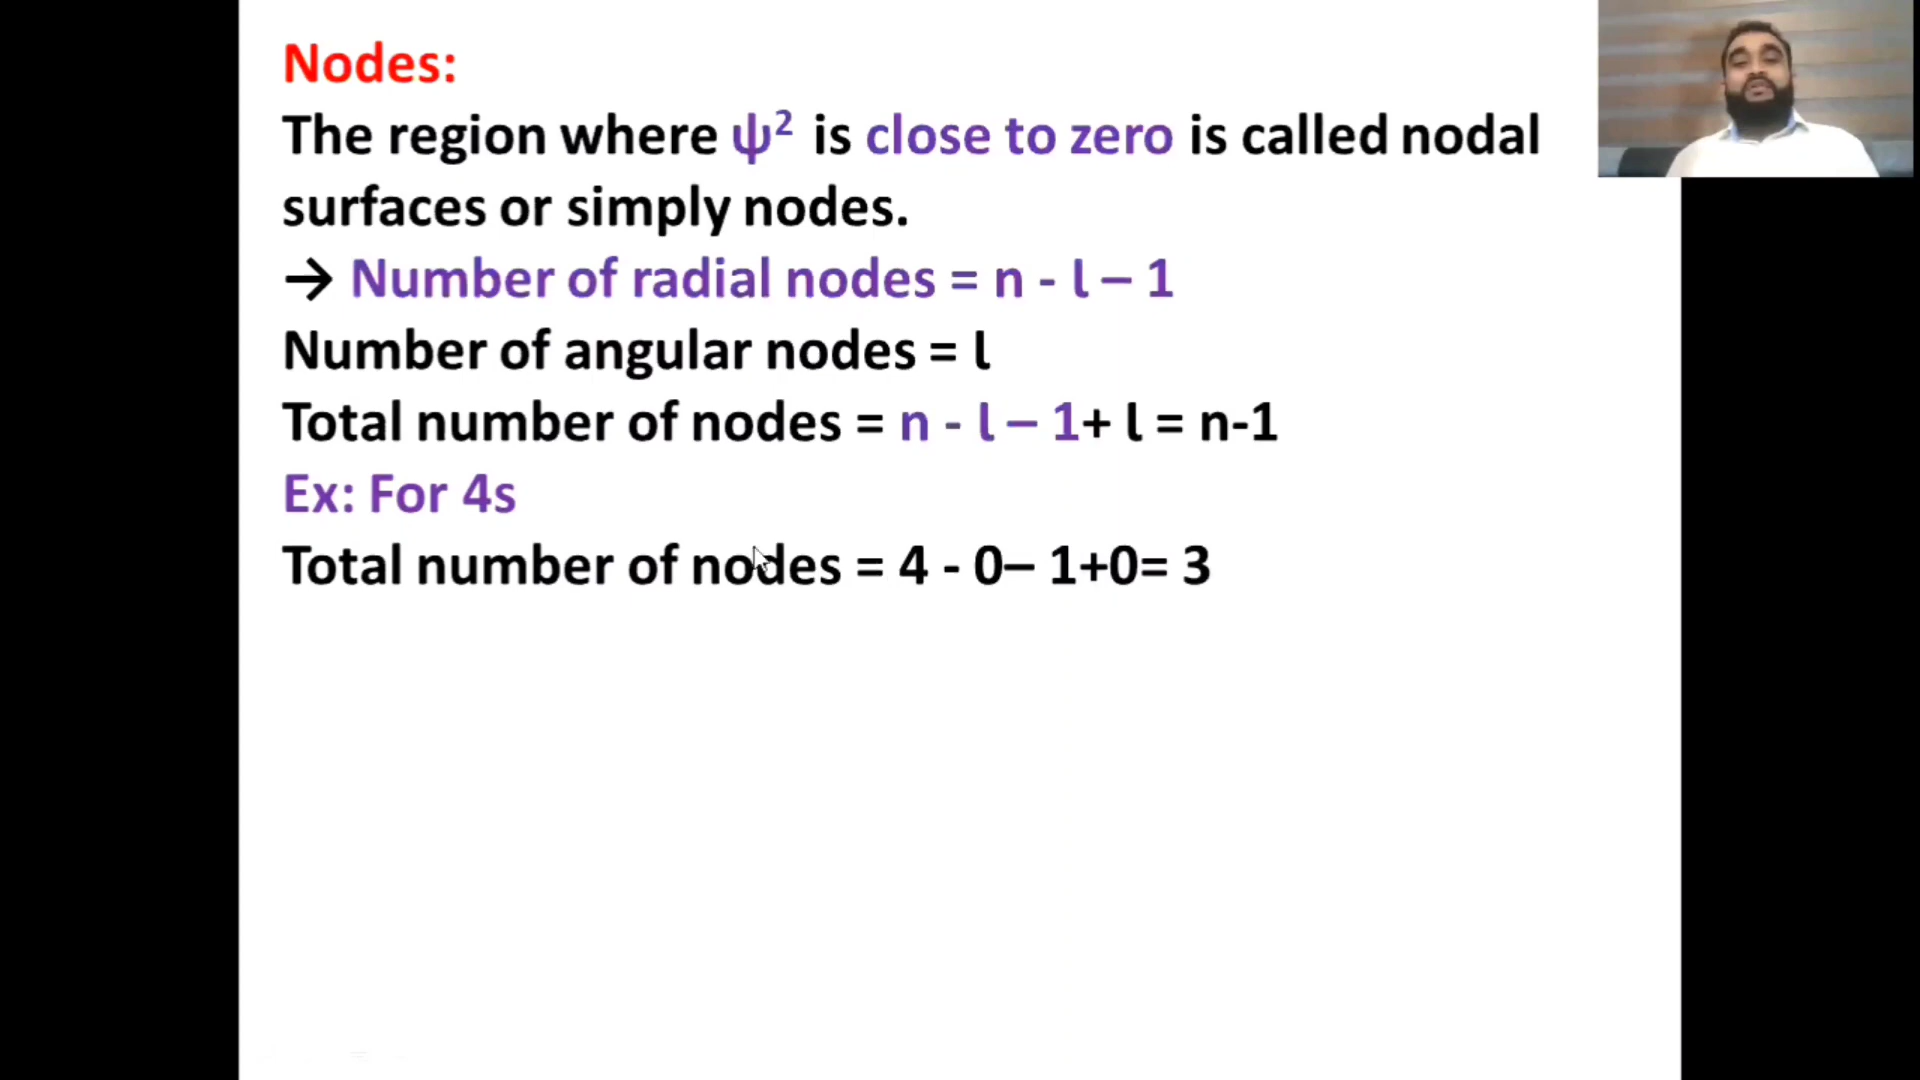 Nodes:
The region where ψ² is close to zero is called nodal
surfaces or simply nodes.
→ Number of radial nodes = n - l – 1
Number of angular nodes = l
Total number of nodes = n - l – 1+ l = n-1
Ex: For 4s
Total number of nodes = 4 - 0– 1+0= 3